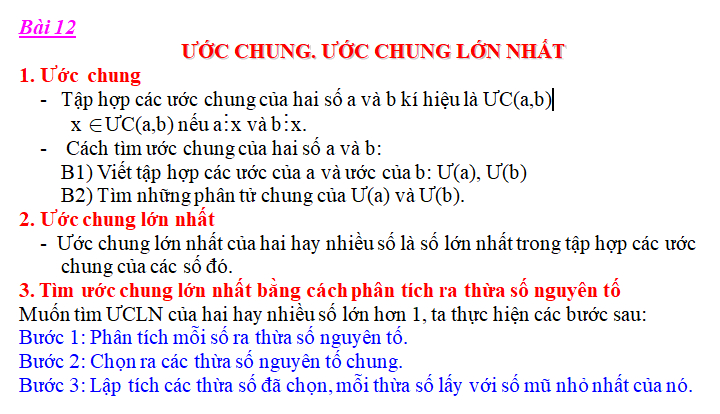 Bài 12
ƯỚC CHUNG. ƯỚC CHUNG LỚN NHẤT
1. Ước chung
- Tập hợp các ước chung của hai số a và b kí hiệu là ƯC(a,b)
x ∈ƯC(a,b) nếu a⋮x và b⋮x.
- Cách tìm ước chung của hai số a và b:
B1) Viết tập hợp các ước của a và ước của b: Ư(a), Ư(b)
B2) Tìm những phân tử chung của Ư(a) và Ư(b).
2. Ước chung lớn nhất
- Ước chung lớn nhất của hai hay nhiều số là số lớn nhất trong tập hợp các ước
chung của các số đó.
3. Tìm ước chung lớn nhất bằng cách phân tích ra thừa số nguyên tố
Muốn tìm ƯCLN của hai hay nhiều số lớn hơn 1, ta thực hiện các bước sau:
Bước 1: Phân tích mỗi số ra thừa số nguyên tố.
Bước 2: Chọn ra các thừa số nguyên tố chung.
Bước 3: Lập tích các thừa số đã chọn, mỗi thừa số lấy với số mũ nhỏ nhất của nó.